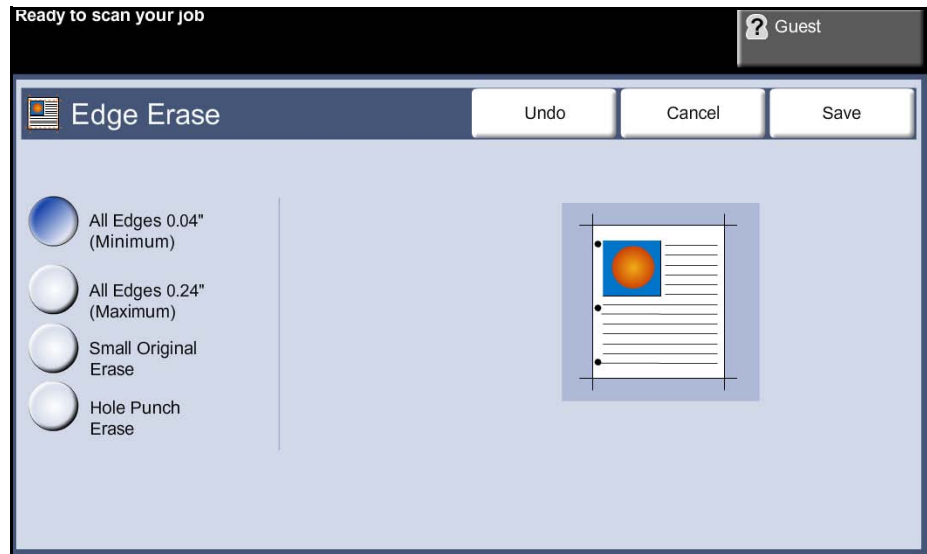 Ready to scan your job
Guest
Edge Erase
Undo
Cancel
Save
All Edges 0.04"
(Minimum)
All Edges 0.24"
(Maximum)
Small Original
Erase
Hole Punch
Erase